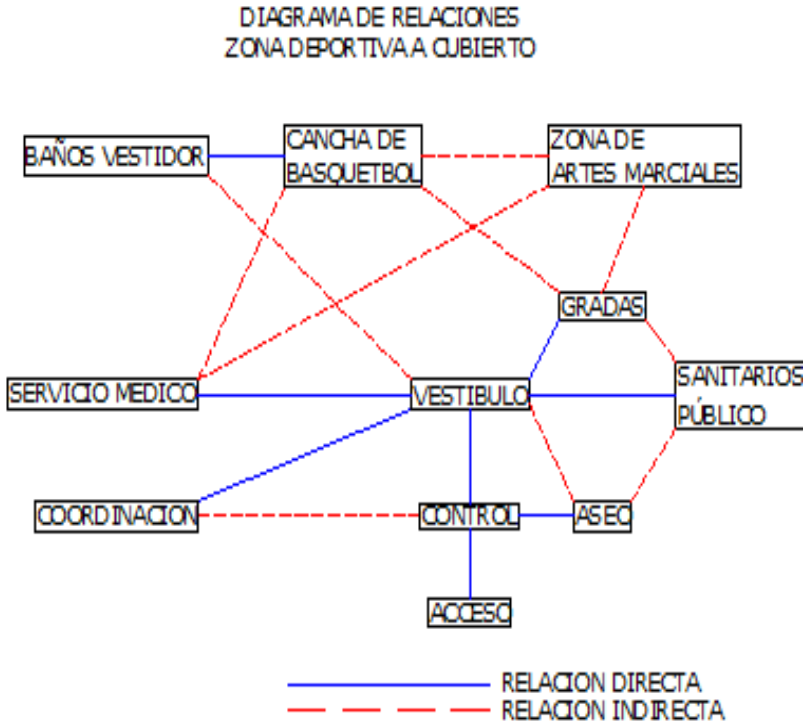 DIAGRAMA DE RELACIONES
ZONA DEPORTIVA A CUBIERTO
BAÑOS VESTIDOR
CANCHA DE
BASQUETBOL
ZONA DE
ARTES MARCIALES
GRADAS
SERVICIO MEDICO
VESTIBULO
SANITARIOS
PÚBLICO
COORDINACION
CONTROL
ASEO
ACCESO
RELACION DIRECTA
RELACION INDIRECTA